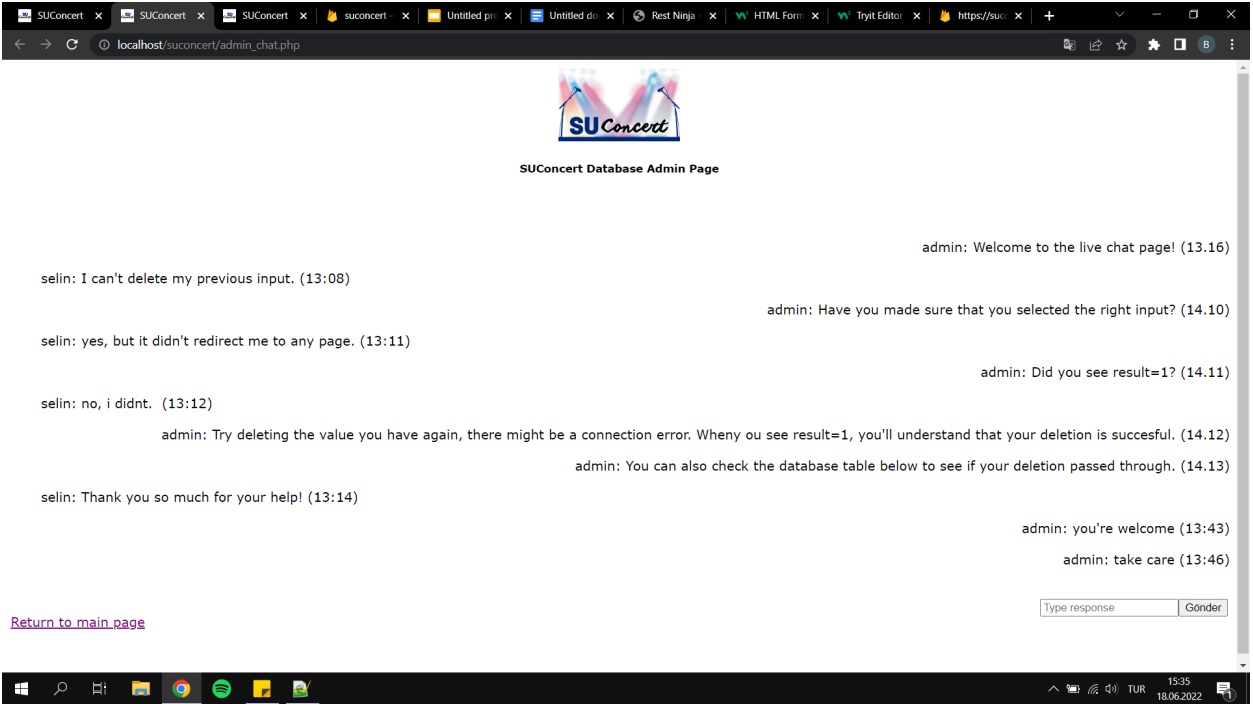 SUConcert
SUConcert
SUConcert
suconcert –
Untitled pre
Untitled do
Rest Ninja
HTML Form
Tryit Editor
https://suc
localhost/suconcert/admin_chat.php
B
SU Concert
SUConcert Database Admin Page
admin: Welcome to the live chat page! (13.16)
selin: I can't delete my previous input. (13:08)
admin: Have you made sure that you selected the right input? (14.10)
selin: yes, but it didn't redirect me to any page. (13:11)
admin: Did you see result=1? (14.11)
selin: no, i didnt. (13:12)
admin: Try deleting the value you have again, there might be a connection error. Wheny ou see result=1, you'll understand that your deletion is succesful. (14.12)
admin: You can also check the database table below to see if your deletion passed through. (14.13)
selin: Thank you so much for your help! (13:14)
admin: you're welcome (13:43)
admin: take care (13:46)
Type response
Gönder
Return to main page
TUR
15:35
18.06.2022
1